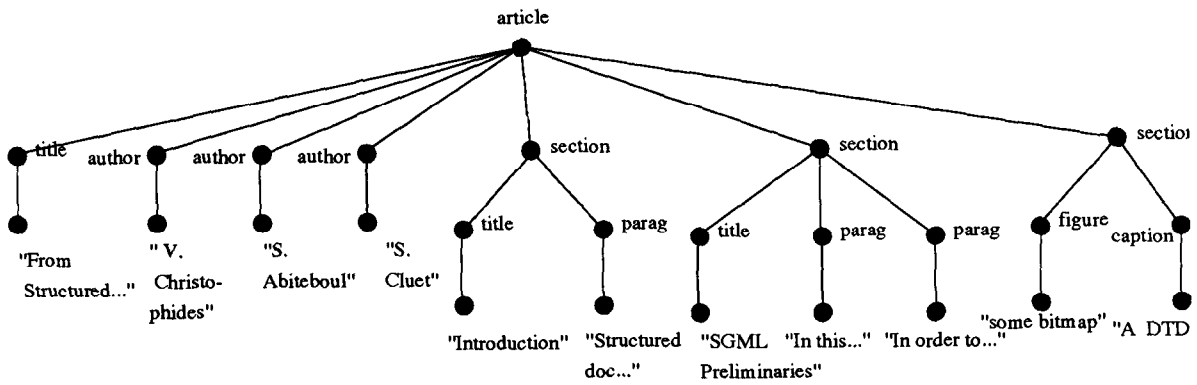 article
title
author
author
author
section
section
section
title
parag
title
parag
parag
figure
caption
"From
Structured..."
" V.
Christo-
phides"
"S.
Abiteboul"
"S.
Cluet"
"Introduction"
"Structured
doc..."
"SGML
Preliminaries"
"In this..."
"In order to..."
"some bitmap"
"A DTD